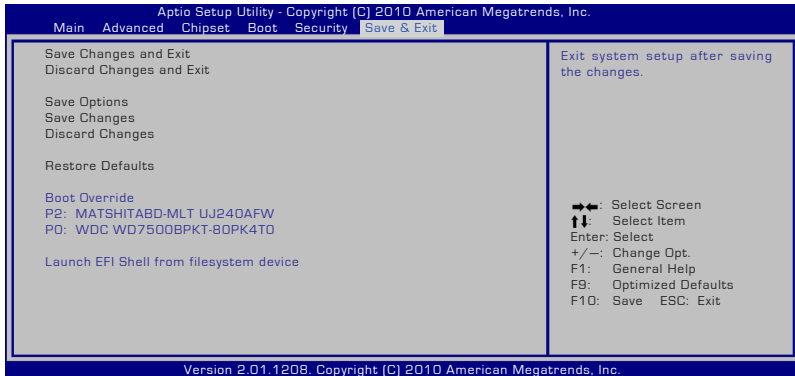 Aptio Setup Utility - Copyright (C) 2010 American Megatrends, Inc.
Main Advanced Chipset Boot Security Save & Exit
Save Changes and Exit
Discard Changes and Exit
Save Options
Save Changes
Discard Changes
Restore Defaults
Boot Override
P2: MATSHITABD-MLT UJ240AFW
P0: WDC WD7500BPKT-80PK4T0
Launch EFI Shell from filesystem device
Exit system setup after saving
the changes.
→←: Select Screen
↑↓: Select Item
Enter: Select
+/—: Change Opt.
F1: General Help
F9: Optimized Defaults
F10: Save ESC: Exit
Version 2.01.1208. Copyright (C) 2010 American Megatrends, Inc.